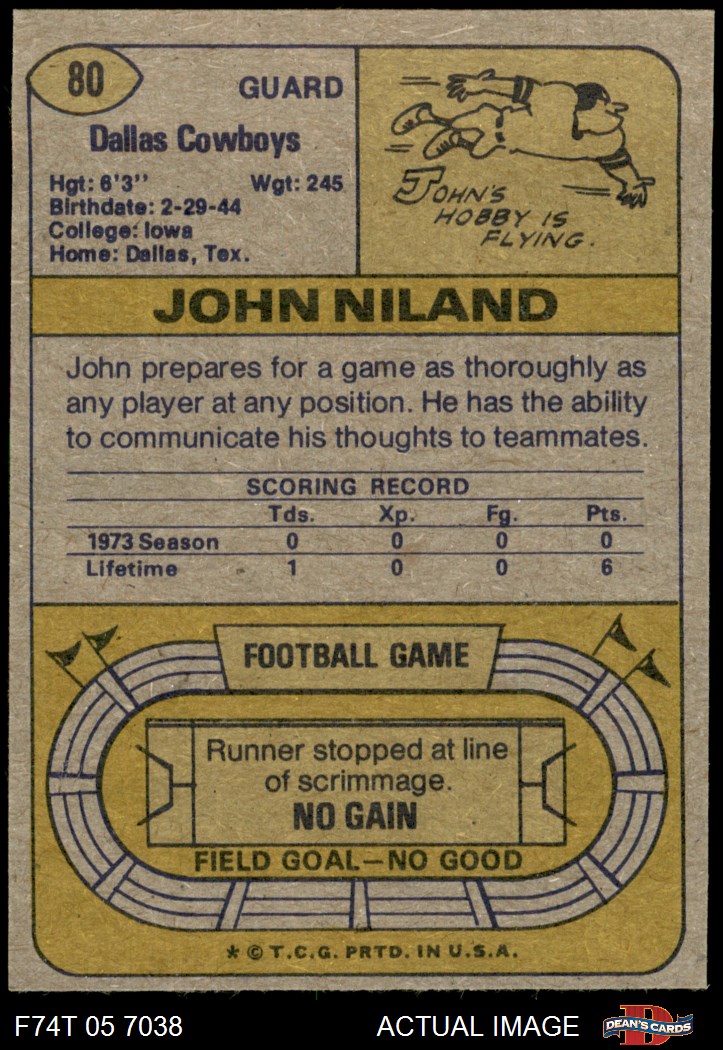 80
GUARD
Dallas Cowboys
Hgt: 6'3" Wgt: 245
Birthdate: 2-29-44
College: Iowa
Home: Dallas, Tex.
JOHN'S
HOBBY IS
FLYING.
JOHN NILAND
John prepares for a game as thoroughly as
any player at any position. He has the ability
to communicate his thoughts to teammates.
SCORING RECORD
Tds. Xp. Fg. Pts.
1973 Season 0 0 0 0
Lifetime 1 0 0 6
FOOTBALL GAME
Runner stopped at line
of scrimmage.
NO GAIN
FIELD GOAL—NO GOOD
* © T.C.G. PRTD. IN U.S.A.
F74T 05 7038 ACTUAL IMAGE
D
DEAN'S CARDS